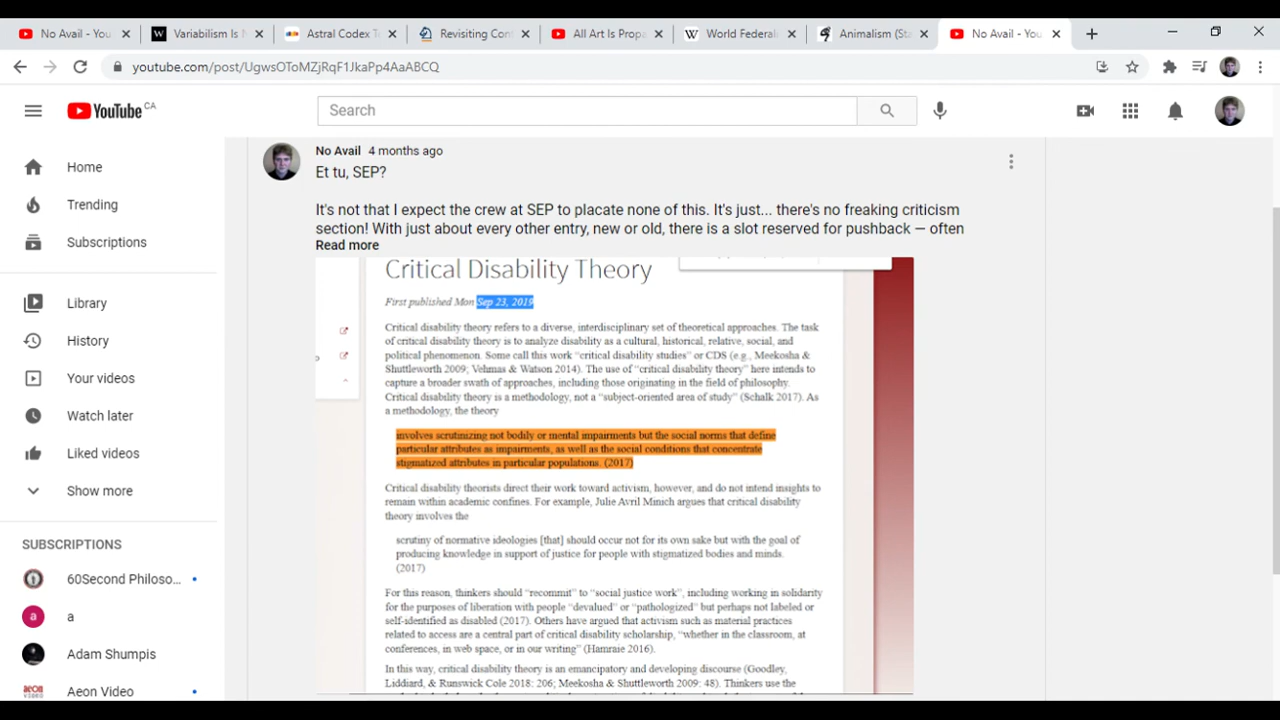 No Avail - You
Variabilism Is N
Astral Codex T
Revisiting Con
All Art Is Propa
World Federali
Animalism (Sta
No Avail - You
youtube.com/post/UgwsOToMZjRqF1JkaPp4AaABCQ
YouTube CA
Search
Home
Trending
Subscriptions
Library
History
Your videos
Watch later
Liked videos
Show more
SUBSCRIPTIONS
60Second Philoso...
a
a
Adam Shumpis
aeon VIDEO
Aeon Video
No Avail 4 months ago
Et tu, SEP?
It's not that I expect the crew at SEP to placate none of this. It's just... there's no freaking criticism
section! With just about every other entry, new or old, there is a slot reserved for pushback — often
Read more
Critical Disability Theory
First published Mon Sep 23, 2019
Critical disability theory refers to a diverse, interdisciplinary set of theoretical approaches. The task
of critical disability theory is to analyze disability as a cultural, historical, relative, social, and
political phenomenon. Some call this work “critical disability studies” or CDS (e.g., Meekosha &
Shuttleworth 2009; Vehmas & Watson 2014). The use of “critical disability theory” here intends to
capture a broader swath of approaches, including those originating in the field of philosophy.
Critical disability theory is a methodology, not a “subject-oriented area of study” (Schalk 2017). As
a methodology, the theory
involves scrutinizing not bodily or mental impairments but the social norms that define
particular attributes as impairments, as well as the social conditions that concentrate
stigmatized attributes in particular populations. (2017)
Critical disability theorists direct their work toward activism, however, and do not intend insights to
remain within academic confines. For example, Julie Avril Minich argues that critical disability
theory involves the
scrutiny of normative ideologies [that] should occur not for its own sake but with the goal of
producing knowledge in support of justice for people with stigmatized bodies and minds.
(2017)
For this reason, thinkers should “recommit” to “social justice work”, including working in solidarity
for the purposes of liberation with people “devalued” or “pathologized” but perhaps not labeled or
self-identified as disabled (2017). Others have argued that activism such as material practices
related to access are a central part of critical disability scholarship, “whether in the classroom, at
conferences, in web space, or in our writing” (Hamraie 2016).
In this way, critical disability theory is an emancipatory and developing discourse (Goodley,
Liddiard, & Runswick Cole 2018: 206; Meekosha & Shuttleworth 2009: 48). Thinkers use the